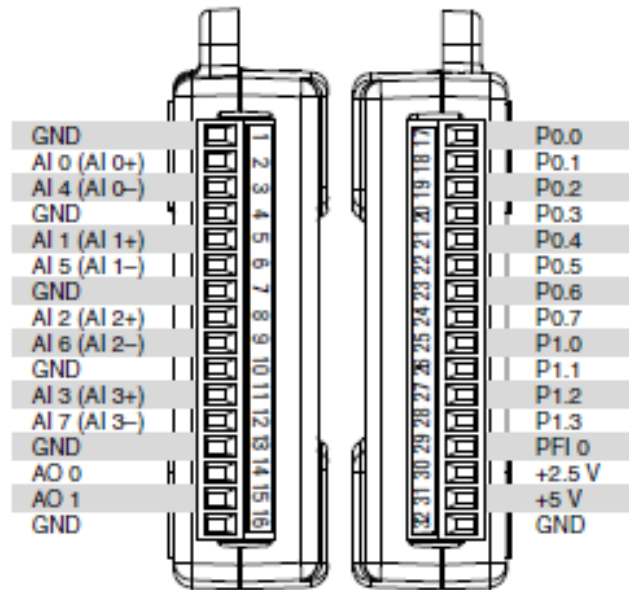 GND 1
AI 0 (AI 0+) 2
AI 4 (AI 0–) 3
GND 4
AI 1 (AI 1+) 5
AI 5 (AI 1–) 6
GND 7
AI 2 (AI 2+) 8
AI 6 (AI 2–) 9
GND 10
AI 3 (AI 3+) 11
AI 7 (AI 3–) 12
GND 13
AO 0 14
AO 1 15
GND 16
17 P0.0
18 P0.1
19 P0.2
20 P0.3
21 P0.4
22 P0.5
23 P0.6
24 P0.7
25 P1.0
26 P1.1
27 P1.2
28 P1.3
29 PFI 0
30 +2.5 V
31 +5 V
32 GND